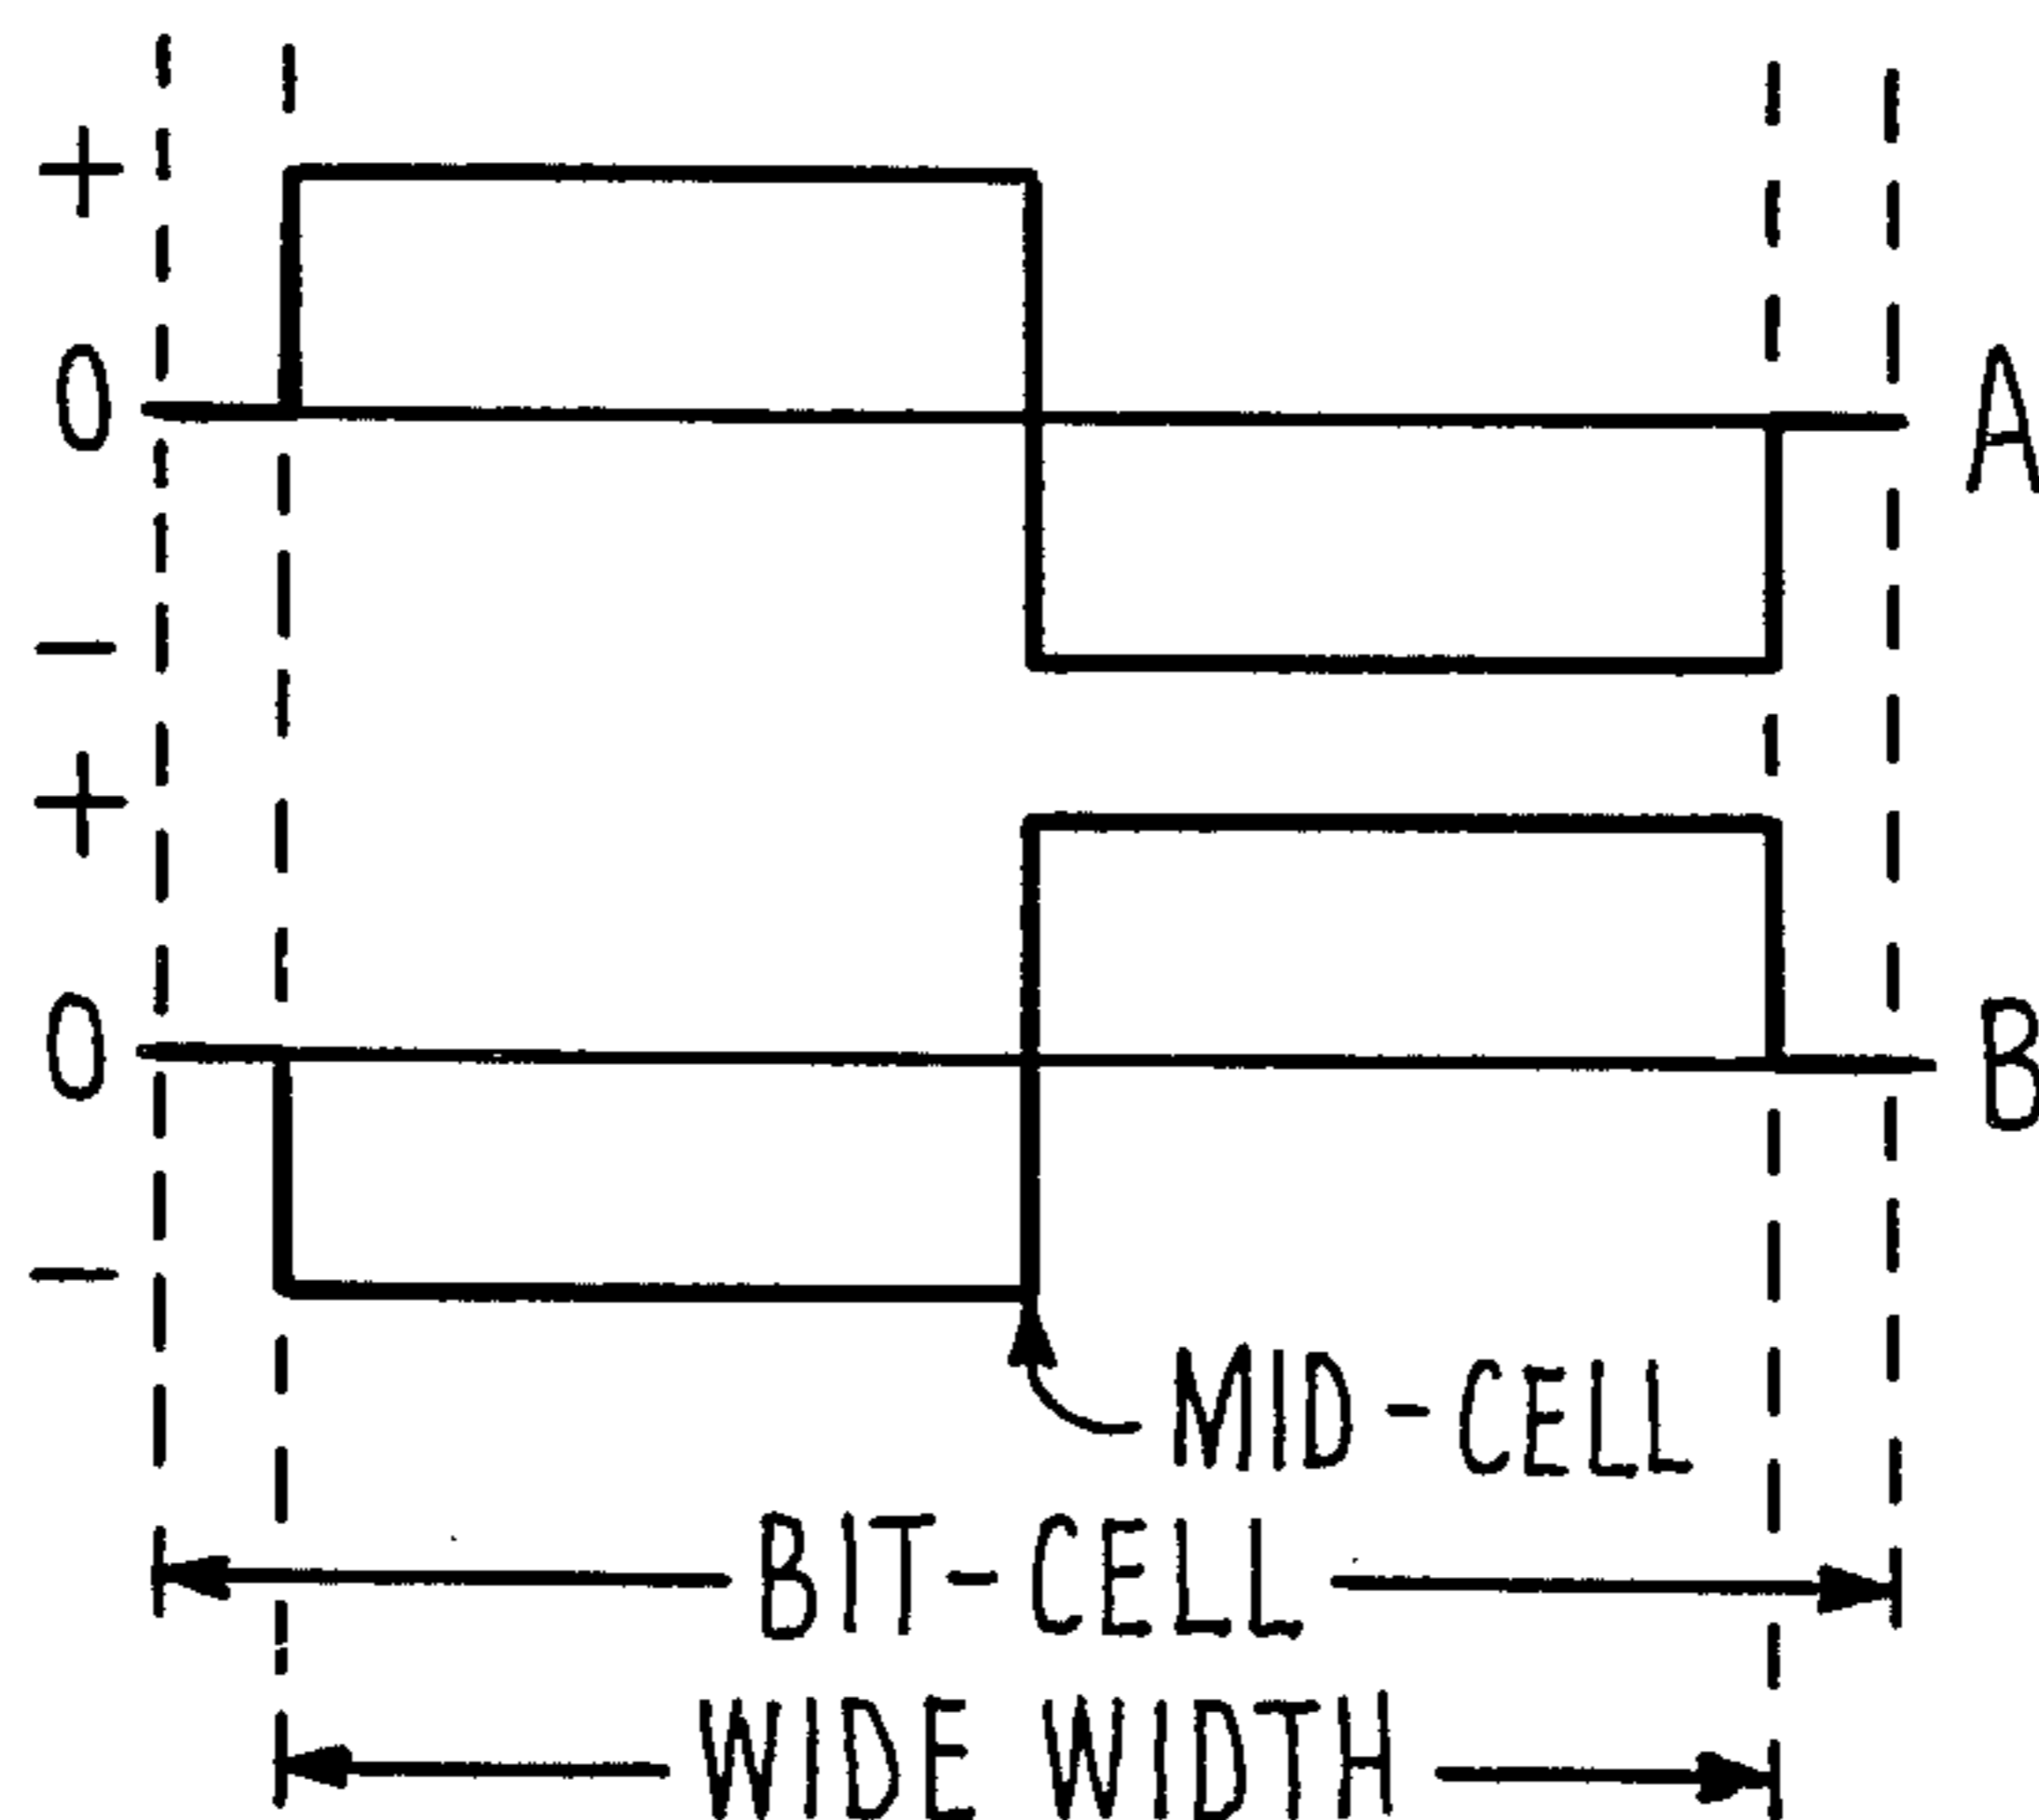 +
0 A
−
+
0 B
−
MID-CELL
BIT-CELL
WIDE WIDTH